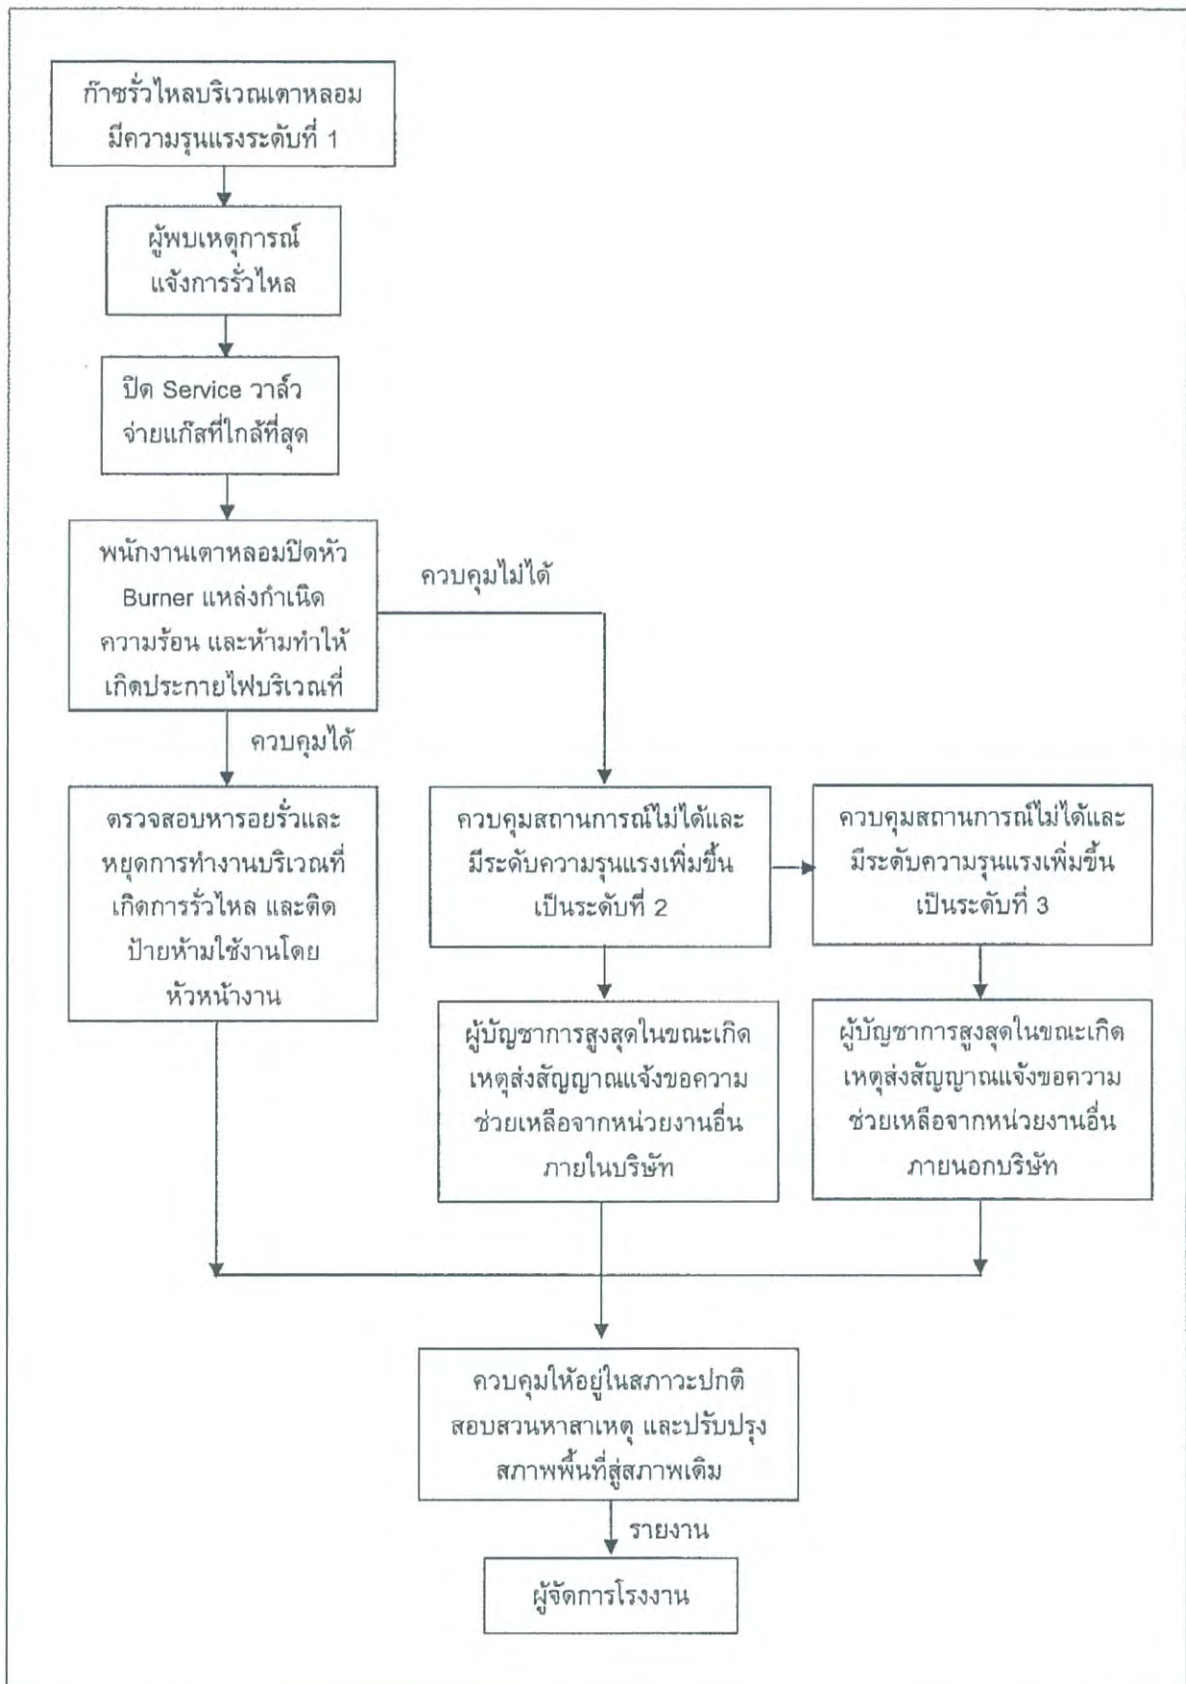 ก๊าซรั่วไหลบริเวณเตาหลอม
มีความรุนแรงระดับที่ 1
ผู้พบเหตุการณ์
แจ้งการรั่วไหล
ปิด Service วาล์ว
จ่ายแก๊สที่ใกล้ที่สุด
พนักงานเตาหลอมปิดหัว
Burner แหล่งกำเนิด
ความร้อน และห้ามทำให้
เกิดประกายไฟบริเวณที่
ควบคุมไม่ได้
ควบคุมได้
ตรวจสอบหารอยรั่วและ
หยุดการทำงานบริเวณที่
เกิดการรั่วไหล และติด
ป้ายห้ามใช้งานโดย
หัวหน้างาน
ควบคุมสถานการณ์ไม่ได้และ
มีระดับความรุนแรงเพิ่มขึ้น
เป็นระดับที่ 2
ควบคุมสถานการณ์ไม่ได้และ
มีระดับความรุนแรงเพิ่มขึ้น
เป็นระดับที่ 3
ผู้บัญชาการสูงสุดในขณะเกิด
เหตุส่งสัญญาณแจ้งขอความ
ช่วยเหลือจากหน่วยงานอื่น
ภายในบริษัท
ผู้บัญชาการสูงสุดในขณะเกิด
เหตุส่งสัญญาณแจ้งขอความ
ช่วยเหลือจากหน่วยงานอื่น
ภายนอกบริษัท
ควบคุมให้อยู่ในสภาวะปกติ
สอบสวนหาสาเหตุ และปรับปรุง
สภาพพื้นที่สู่สภาพเดิม
รายงาน
ผู้จัดการโรงงาน